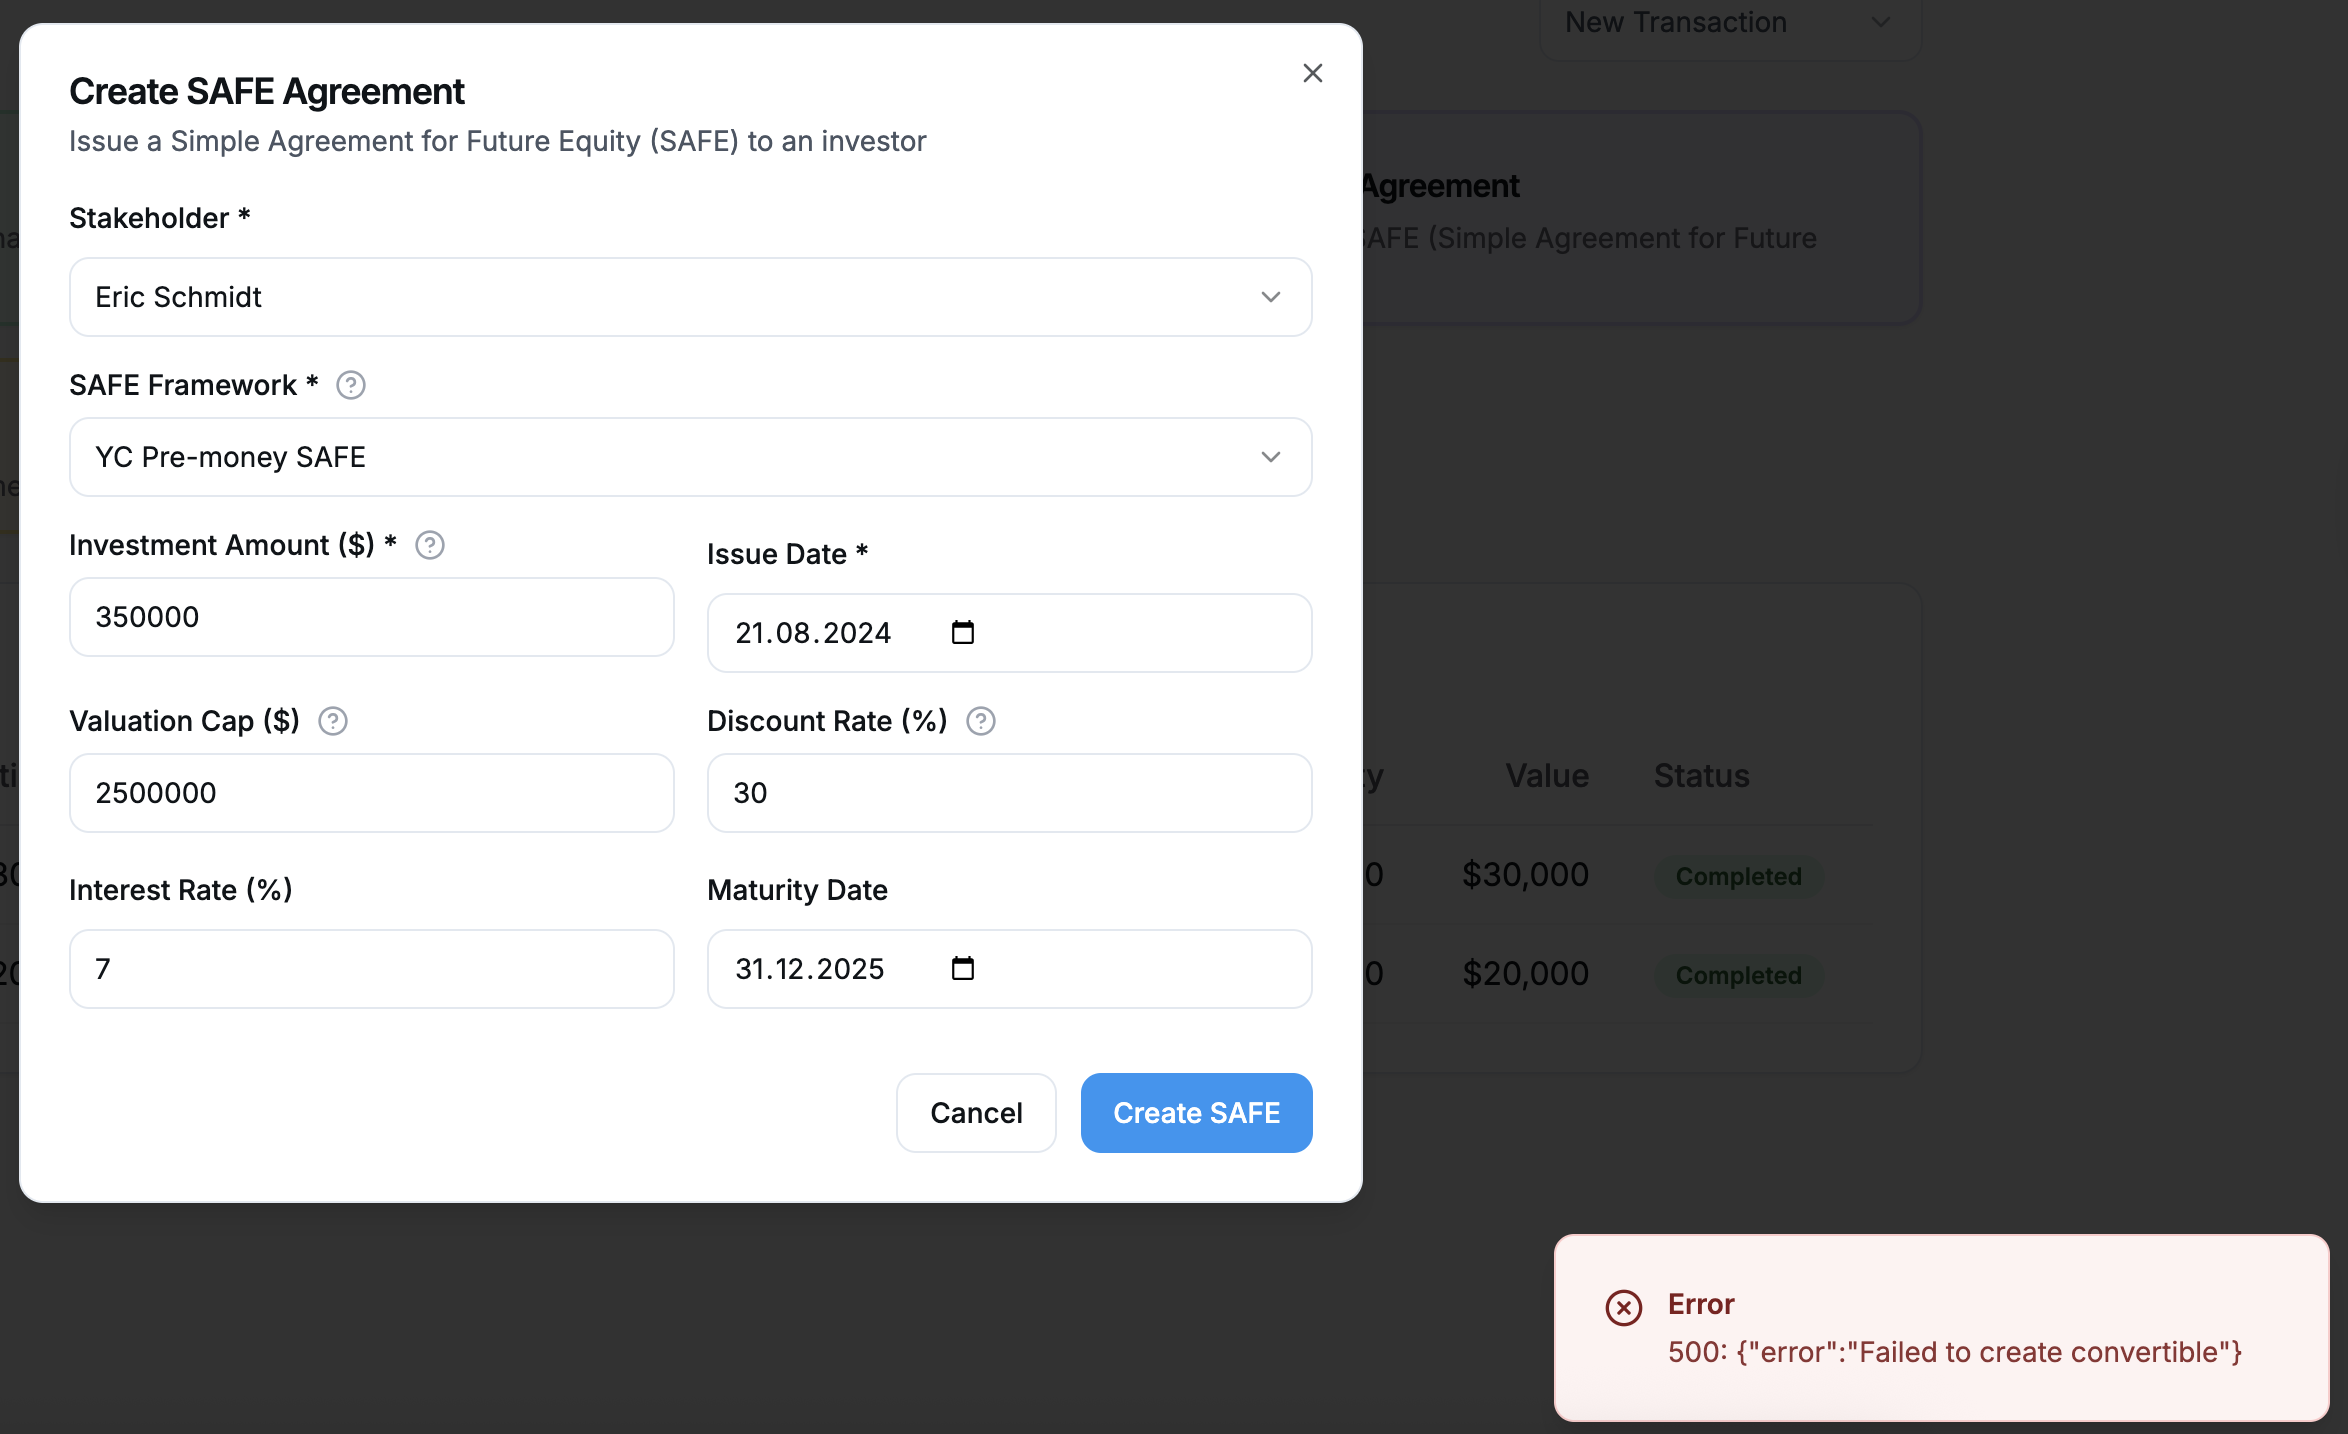 New Transaction
Create SAFE Agreement
Issue a Simple Agreement for Future Equity (SAFE) to an investor
Stakeholder *
Eric Schmidt
SAFE Framework *
YC Pre-money SAFE
Investment Amount ($) *
350000
Issue Date *
21.08.2024
Valuation Cap ($)
2500000
Discount Rate (%)
30
Interest Rate (%)
7
Maturity Date
31.12.2025
Cancel
Create SAFE
Agreement
SAFE (Simple Agreement for Future
Value Status
$30,000 Completed
$20,000 Completed
Error
500: {"error":"Failed to create convertible"}